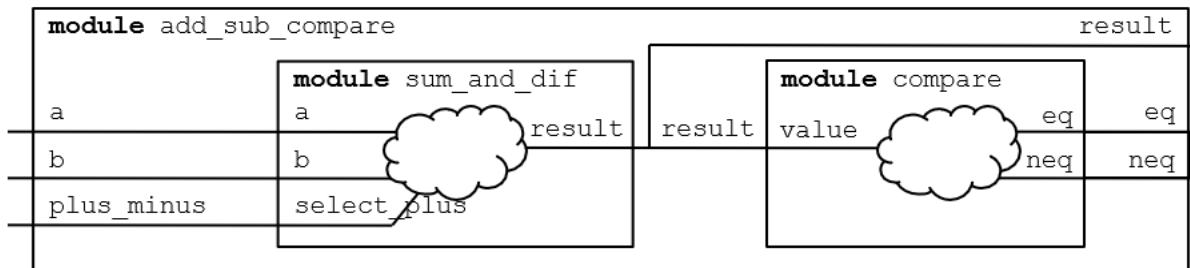 module add_sub_compare
result
module sum_and_dif
module compare
a
a
result
result
value
eq
eq
b
b
neq
neq
plus_minus
select_plus